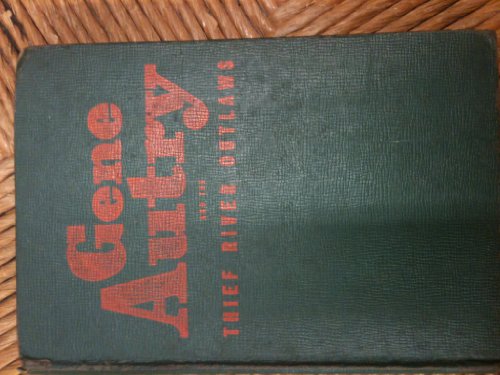 Gene
Autry
AND THE
THIEF RIVER OUTLAWS